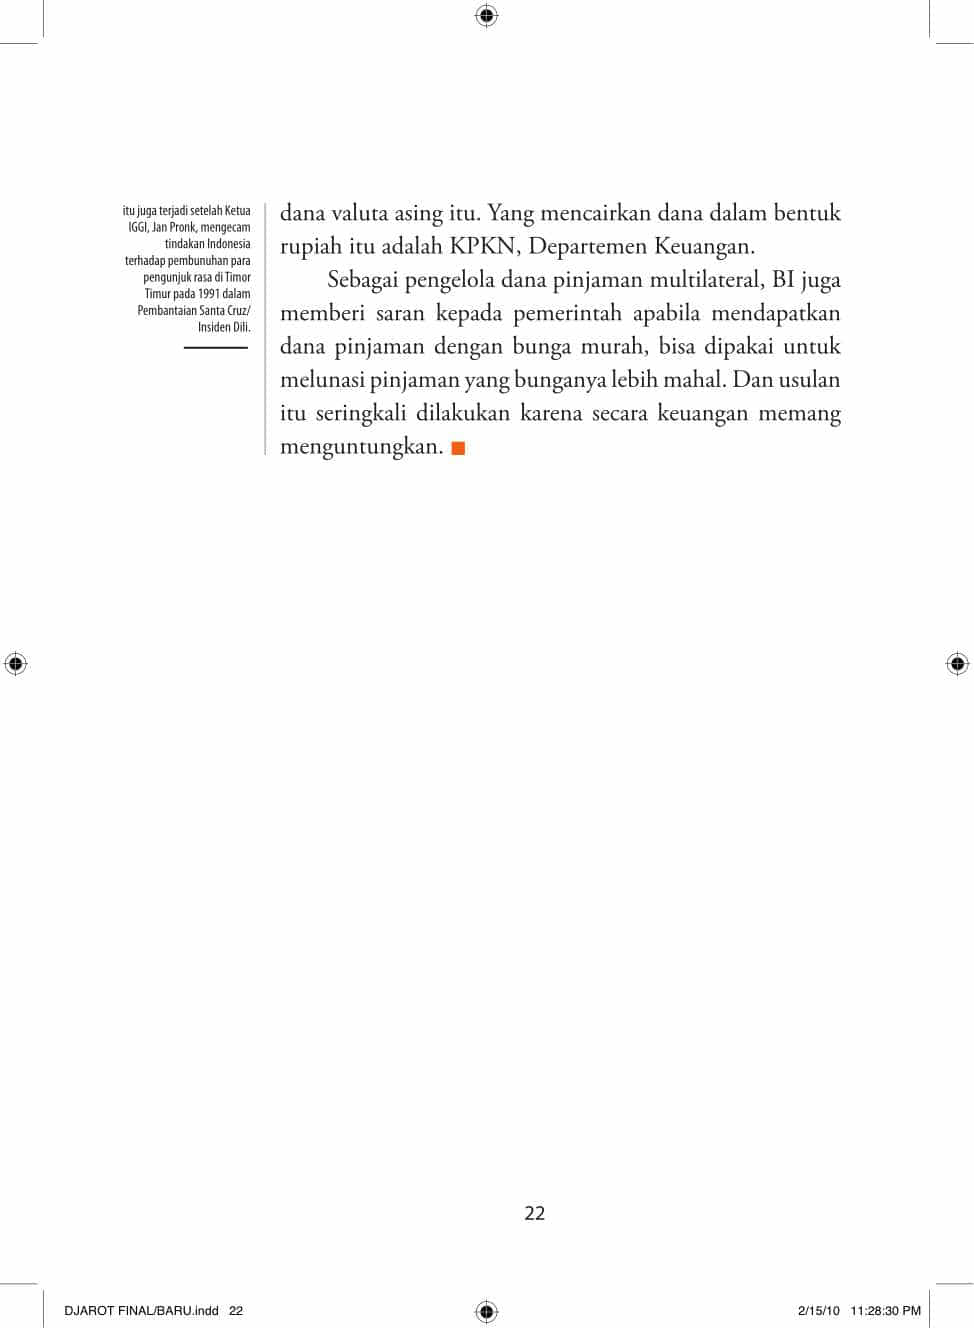 itu juga terjadi setelah Ketua
IGGI, Jan Pronk, mengecam
tindakan Indonesia
terhadap pembunuhan para
pengunjuk rasa di Timor
Timur pada 1991 dalam
Pembantaian Santa Cruz/
Insiden Dili.
dana valuta asing itu. Yang mencairkan dana dalam bentuk
rupiah itu adalah KPKN, Departemen Keuangan.
Sebagai pengelola dana pinjaman multilateral, BI juga
memberi saran kepada pemerintah apabila mendapatkan
dana pinjaman dengan bunga murah, bisa dipakai untuk
melunasi pinjaman yang bunganya lebih mahal. Dan usulan
itu seringkali dilakukan karena secara keuangan memang
menguntungkan.
22
DJAROT FINAL/BARU.indd 22
2/15/10 11:28:30 PM